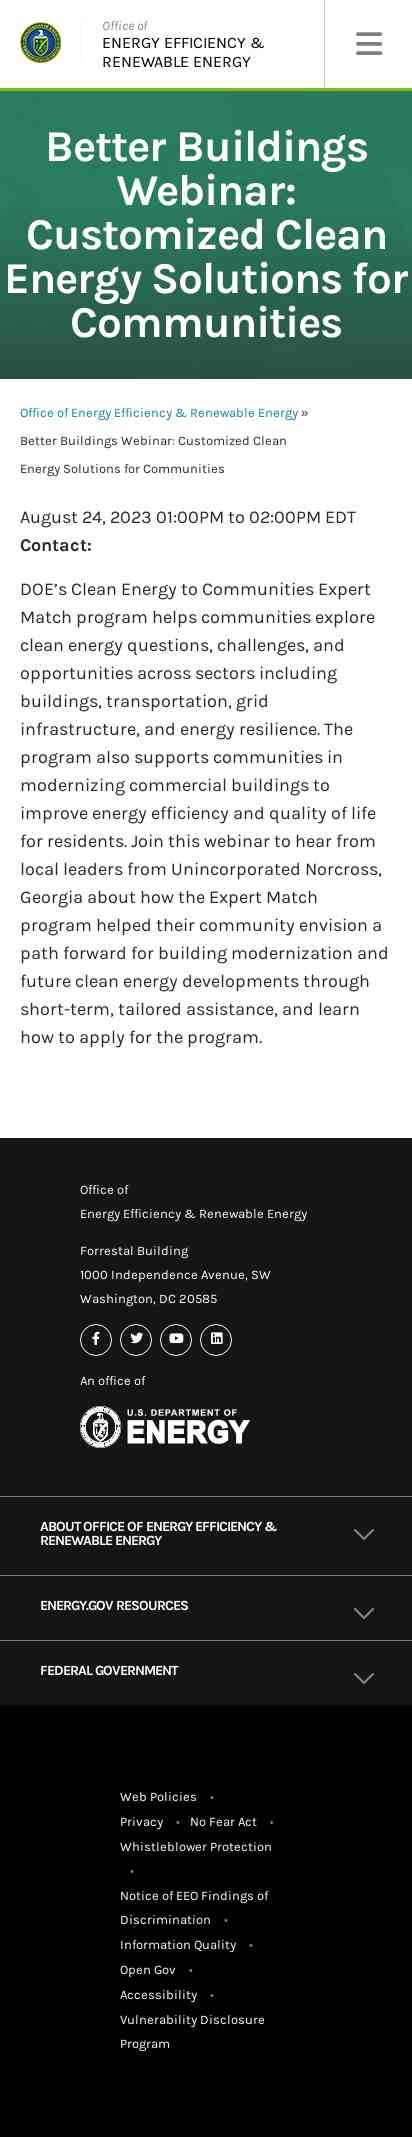 Office of
ENERGY EFFICIENCY &
RENEWABLE ENERGY
Better Buildings
Webinar:
Customized Clean
Energy Solutions for
Communities
Office of Energy Efficiency & Renewable Energy »
Better Buildings Webinar: Customized Clean
Energy Solutions for Communities
August 24, 2023 01:00PM to 02:00PM EDT
Contact:
DOE’s Clean Energy to Communities Expert
Match program helps communities explore
clean energy questions, challenges, and
opportunities across sectors including
buildings, transportation, grid
infrastructure, and energy resilience. The
program also supports communities in
modernizing commercial buildings to
improve energy efficiency and quality of life
for residents. Join this webinar to hear from
local leaders from Unincorporated Norcross,
Georgia about how the Expert Match
program helped their community envision a
path forward for building modernization and
future clean energy developments through
short-term, tailored assistance, and learn
how to apply for the program.
Office of
Energy Efficiency & Renewable Energy
Forrestal Building
1000 Independence Avenue, SW
Washington, DC 20585
An office of
U.S. DEPARTMENT OF
ENERGY
ABOUT OFFICE OF ENERGY EFFICIENCY &
RENEWABLE ENERGY
ENERGY.GOV RESOURCES
FEDERAL GOVERNMENT
Web Policies •
Privacy • No Fear Act •
Whistleblower Protection
•
Notice of EEO Findings of
Discrimination •
Information Quality •
Open Gov •
Accessibility •
Vulnerability Disclosure
Program